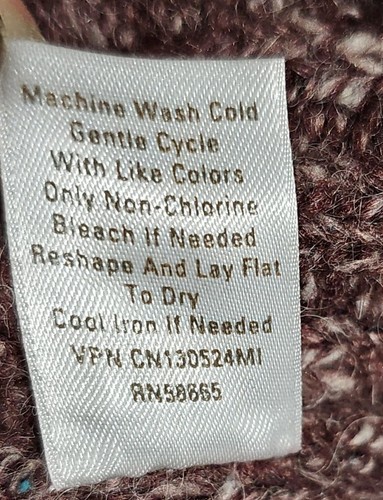 Machine Wash Cold
Gentle Cycle
With Like Colors
Only Non-Chlorine
Bleach If Needed
Reshape And Lay Flat
To Dry
Cool Iron If Needed
VPN CN130524MI
RN58665